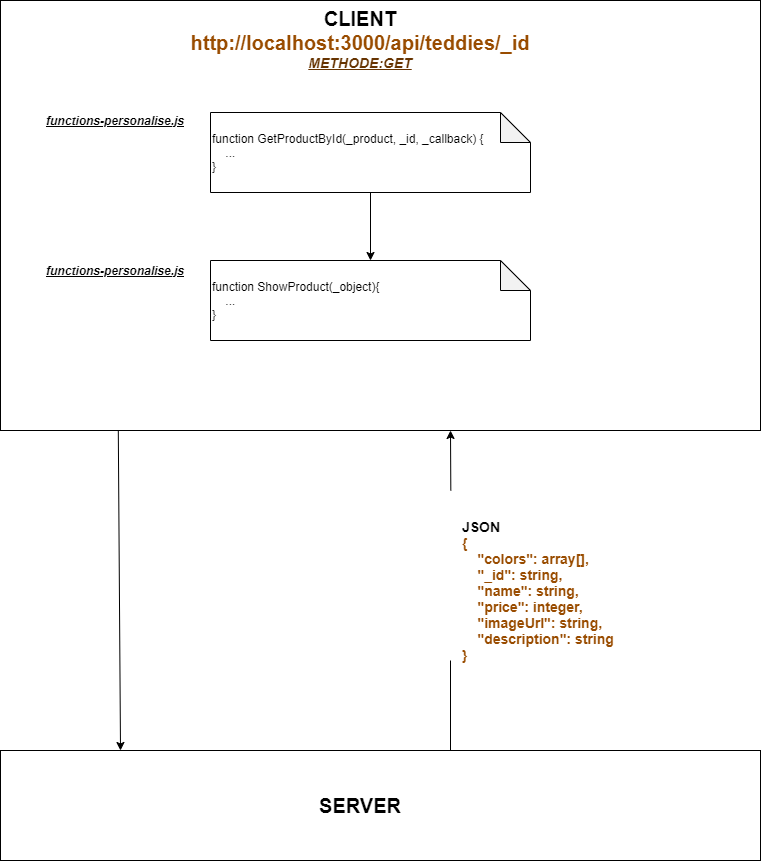 CLIENT
http://localhost:3000/api/teddies/_id
METHODE:GET
functions-personalise.js
function GetProductById(_product, _id, _callback) {
...
}
functions-personalise.js
function ShowProduct(_object){
...
}
JSON
{
"colors": array[],
"_id": string,
"name": string,
"price": integer,
"imageUrl": string,
"description": string
}
SERVER